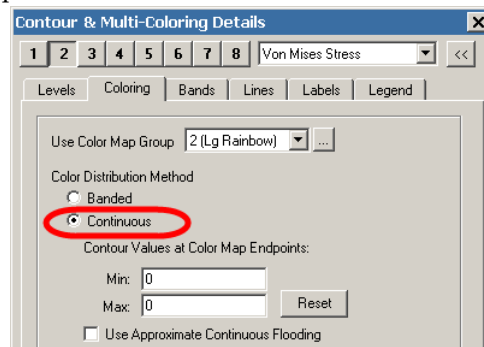 Contour & Multi-Coloring Details
1 2 3 4 5 6 7 8 Von Mises Stress <<
Levels Coloring Bands Lines Labels Legend
Use Color Map Group 2 (Lg Rainbow) ...
Color Distribution Method
Banded
Continuous
Contour Values at Color Map Endpoints:
Min: 0
Max: 0 Reset
Use Approximate Continuous Flooding